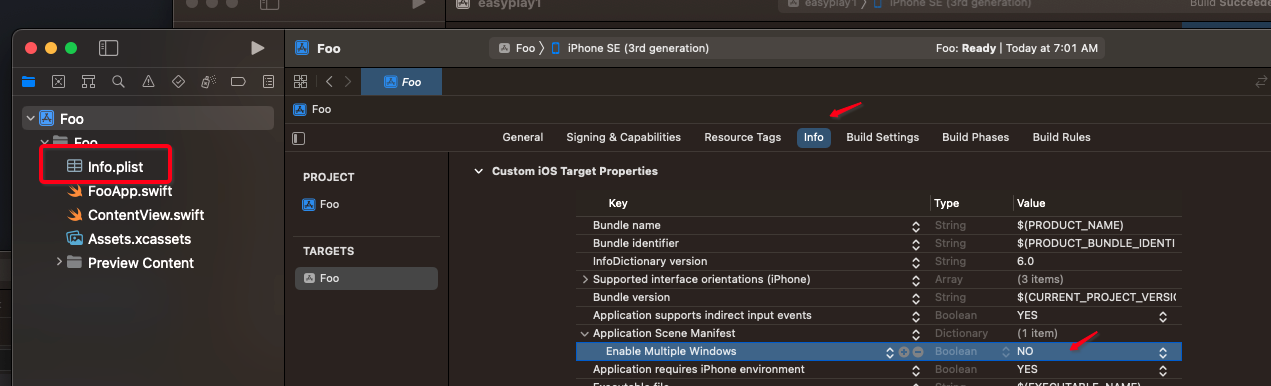 easyplay1
easyplay1 〉 iPhone SE (3rd generation)
Build Succeede
Foo
Foo 〉 iPhone SE (3rd generation)
Foo: Ready | Today at 7:01 AM
Foo
Foo
Foo
Foo
Info.plist
FooApp.swift
ContentView.swift
Assets.xcassets
Preview Content
General Signing & Capabilities Resource Tags Info Build Settings Build Phases Build Rules
PROJECT
Foo
TARGETS
Foo
Custom iOS Target Properties
Key Type Value
Bundle name String $(PRODUCT_NAME)
Bundle identifier String $(PRODUCT_BUNDLE_IDENTI
InfoDictionary version String 6.0
Supported interface orientations (iPhone) Array (3 items)
Bundle version String $(CURRENT_PROJECT_VERSI
Application supports indirect input events Boolean YES
Application Scene Manifest Dictionary (1 item)
Enable Multiple Windows Boolean NO
Application requires iPhone environment Boolean YES
Executable file String $(EXECUTABLE_NAME)